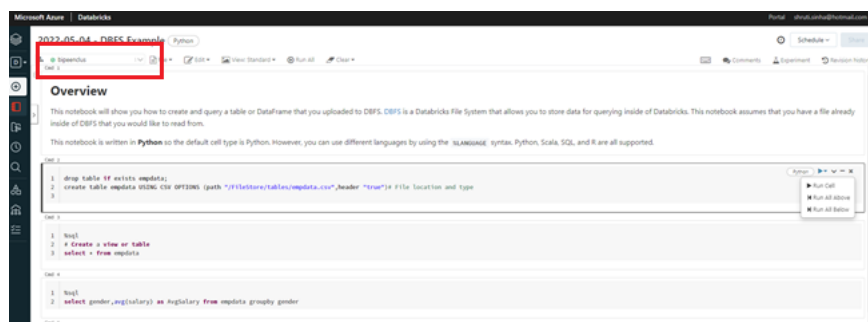 Microsoft Azure | Databricks
Portal shruti.sinha@hotmail.com
2022-05-04 - DBFS Example
Python
Schedule
Share
bipeendus
File
Edit
View: Standard
Run All
Clear
Comments
Experiment
Revision history
Cmd 1
Overview
This notebook will show you how to create and query a table or DataFrame that you uploaded to DBFS. DBFS is a Databricks File System that allows you to store data for querying inside of Databricks. This notebook assumes that you have a file already
inside of DBFS that you would like to read from.
This notebook is written in Python so the default cell type is Python. However, you can use different languages by using the %LANGUAGE syntax. Python, Scala, SQL, and R are all supported.
Cmd 2
Python
1 drop table if exists empdata;
2 create table empdata USING CSV OPTIONS (path "/FileStore/tables/empdata.csv",header "true")# File location and type
3
Run Cell
Run All Above
Run All Below
Cmd 3
1 %sql
2 # Create a view or table
3 select * from empdata
Cmd 4
1 %sql
2 select gender,avg(salary) as AvgSalary from empdata groupby gender